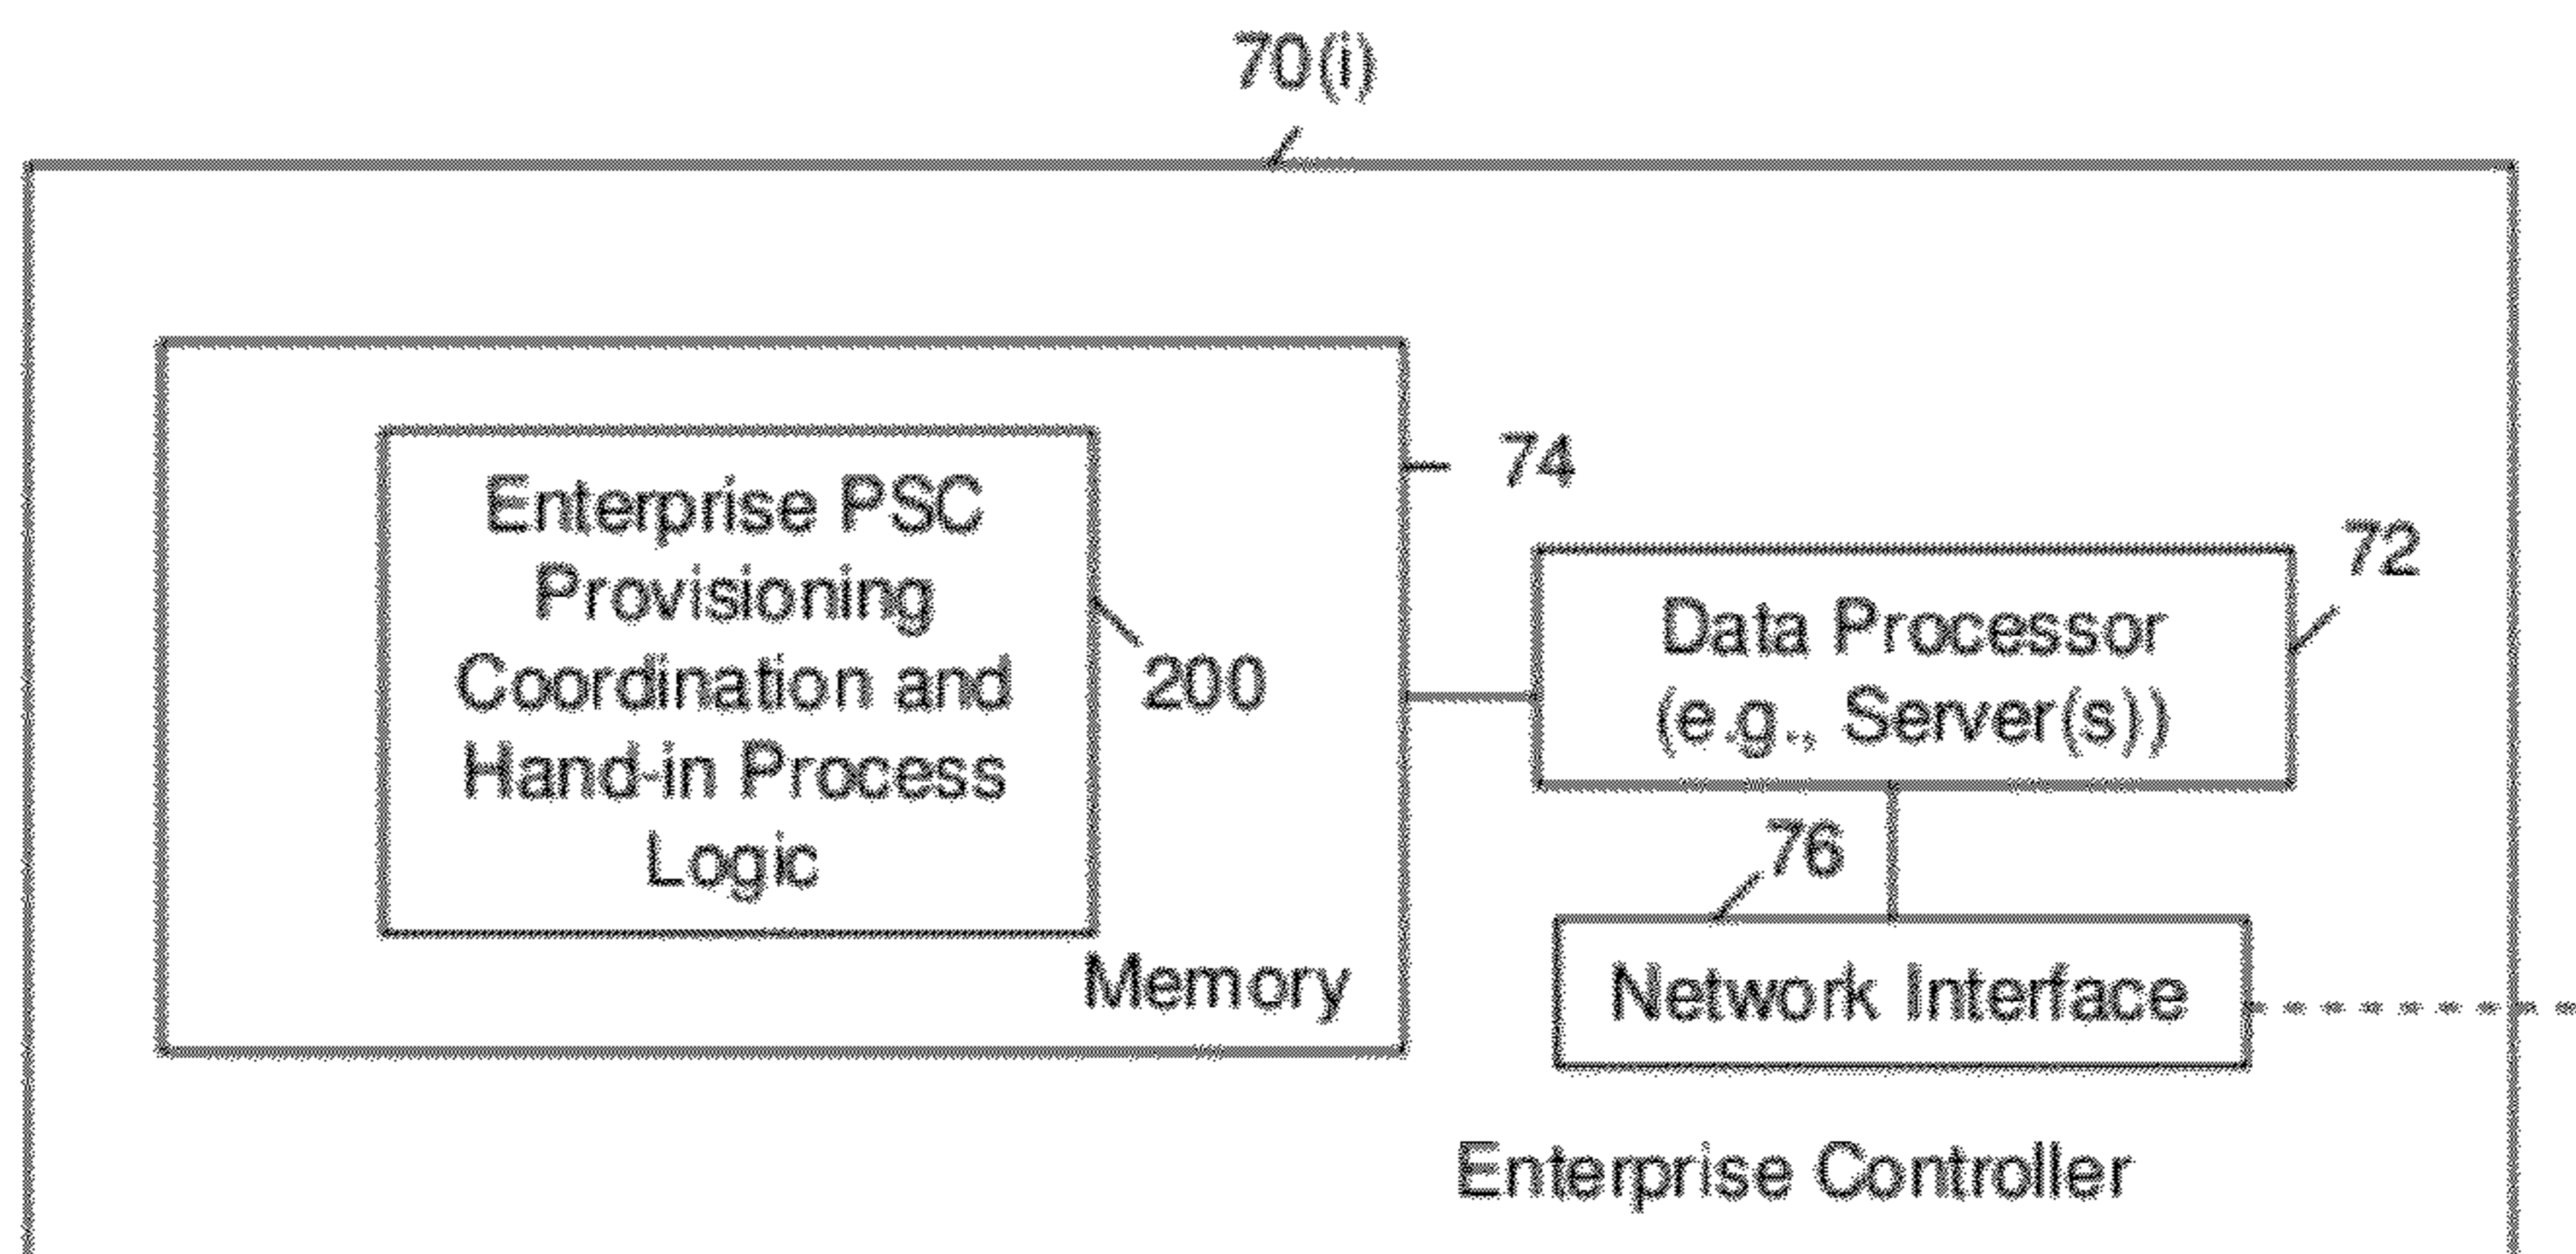 70(i)
Enterprise PSC
Provisioning
Coordination and
Hand-in Process
Logic
200
Memory
74
72
Data Processor
(e.g., Server(s))
76
Network Interface
Enterprise Controller